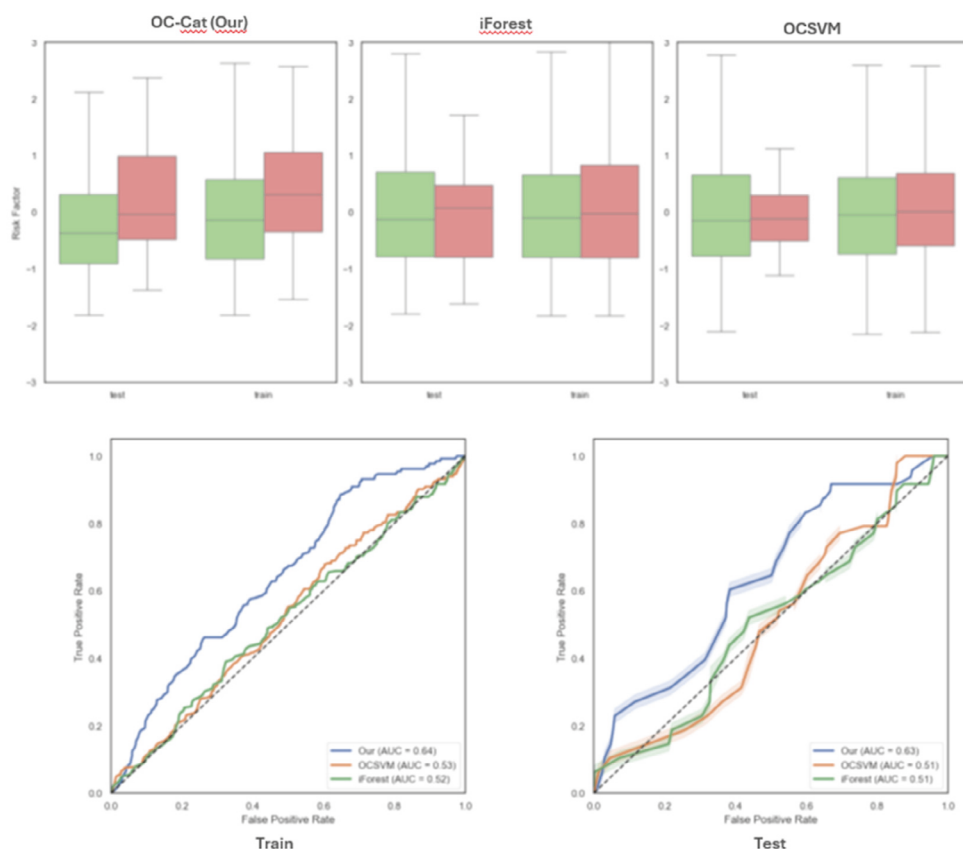 OC-Cat (Our)
iForest
OCSVM
3
2
1
0
-1
-2
-3
Risk Factor
test
train
3
2
1
0
-1
-2
-3
test
train
3
2
1
0
-1
-2
-3
test
train
1.0
0.8
0.6
0.4
0.2
0.0
True Positive Rate
Our (AUC = 0.64)
OCSVM (AUC = 0.53)
iForest (AUC = 0.52)
0.0 0.2 0.4 0.6 0.8 1.0
False Positive Rate
Train
1.0
0.8
0.6
0.4
0.2
0.0
True Positive Rate
Our (AUC = 0.63)
OCSVM (AUC = 0.51)
iForest (AUC = 0.51)
0.0 0.2 0.4 0.6 0.8 1.0
False Positive Rate
Test